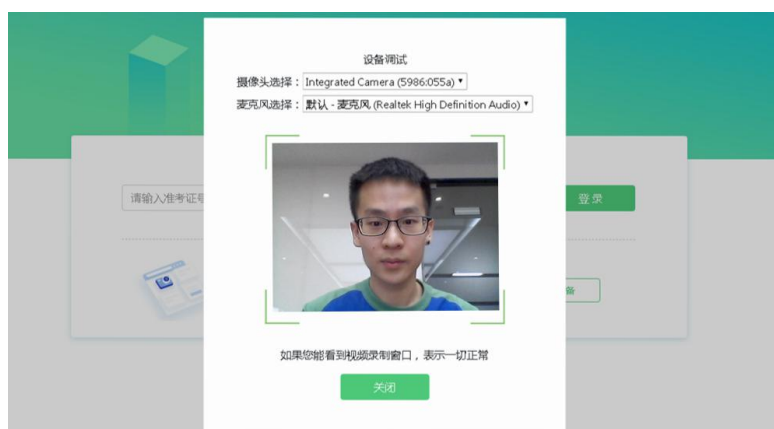 设备调试
摄像头选择：Integrated Camera (5986:055a)
麦克风选择：默认 - 麦克风 (Realtek High Definition Audio)
请输入准考证号
登录
备
如果您能看到视频录制窗口，表示一切正常
关闭